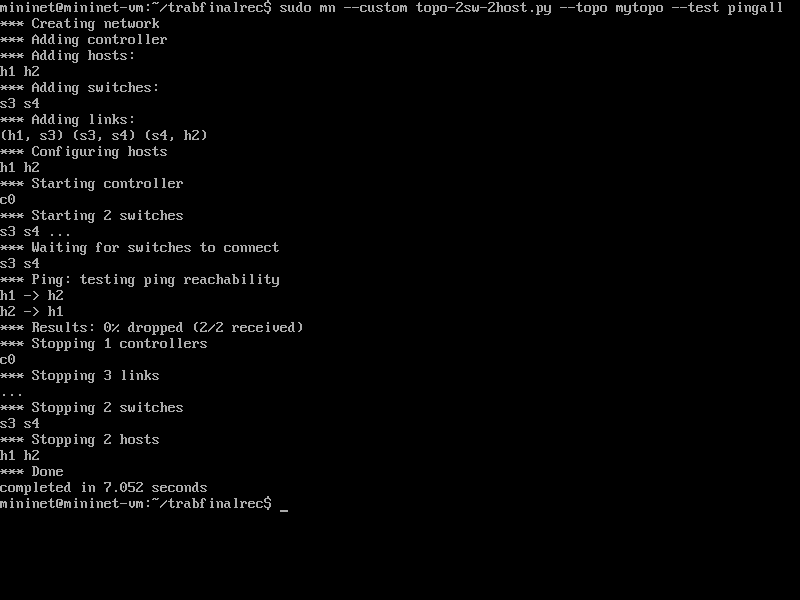 mininet@mininet-vm:~/trabfinalrec$ sudo mn --custom topo-2sw-2host.py --topo mytopo --test pingall
*** Creating network
*** Adding controller
*** Adding hosts:
h1 h2
*** Adding switches:
s3 s4
*** Adding links:
(h1, s3) (s3, s4) (s4, h2)
*** Configuring hosts
h1 h2
*** Starting controller
c0
*** Starting 2 switches
s3 s4 ...
*** Waiting for switches to connect
s3 s4
*** Ping: testing ping reachability
h1 -> h2
h2 -> h1
*** Results: 0% dropped (2/2 received)
*** Stopping 1 controllers
c0
*** Stopping 3 links
...
*** Stopping 2 switches
s3 s4
*** Stopping 2 hosts
h1 h2
*** Done
completed in 7.052 seconds
mininet@mininet-vm:~/trabfinalrec$ _